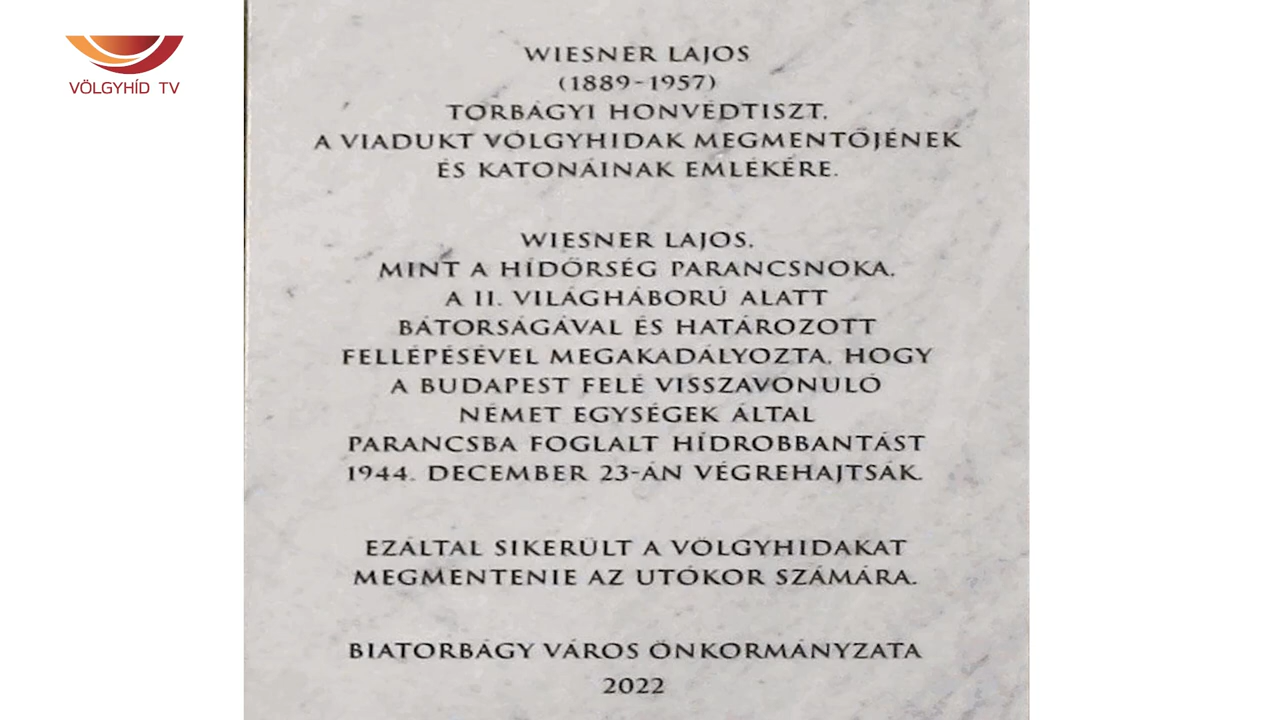 VÖLGYHÍD TV
WIESNER LAJOS
(1889-1957)
TORBÁGYI HONVÉDTISZT,
A VIADUKT VÖLGYHIDAK MEGMENTŐJÉNEK
ÉS KATONÁINAK EMLÉKÉRE.
WIESNER LAJOS,
MINT A HÍDŐRSÉG PARANCSNOKA,
A II. VILÁGHÁBORÚ ALATT
BÁTORSÁGÁVAL ÉS HATÁROZOTT
FELLÉPÉSÉVEL MEGAKADÁLYOZTA, HOGY
A BUDAPEST FELÉ VISSZAVONULÓ
NÉMET EGYSÉGEK ÁLTAL
PARANCSBA FOGLALT HÍDROBBANTÁST
1944. DECEMBER 23-ÁN VÉGREHAJTSÁK.
EZÁLTAL SIKERÜLT A VÖLGYHIDAKAT
MEGMENTENIE AZ UTÓKOR SZÁMÁRA.
BIATORBÁGY VÁROS ÖNKORMÁNYZATA
2022